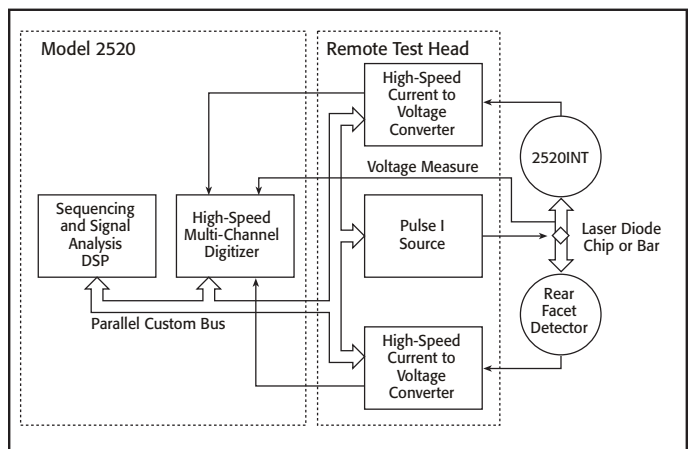 Model 2520
Remote Test Head
High-Speed
Current to
Voltage
Converter
2520INT
Voltage Measure
Sequencing
and Signal
Analysis
DSP
High-Speed
Multi-Channel
Digitizer
Pulse I
Source
Laser Diode
Chip or Bar
Parallel Custom Bus
Rear
Facet
Detector
High-Speed
Current to
Voltage
Converter